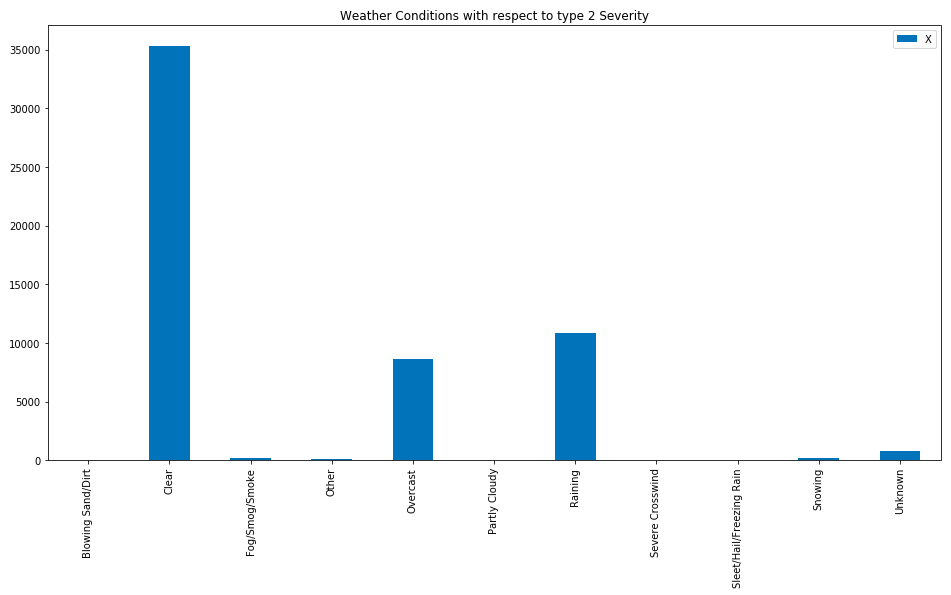 Weather Conditions with respect to type 2 Severity
X
35000
30000
25000
20000
15000
10000
5000
0
Blowing Sand/Dirt
Clear
Fog/Smog/Smoke
Other
Overcast
Partly Cloudy
Raining
Severe Crosswind
Sleet/Hail/Freezing Rain
Snowing
Unknown